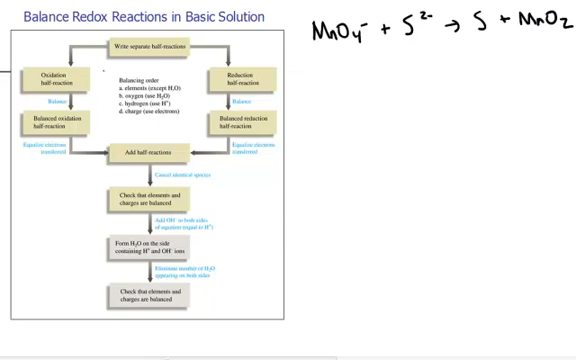 Balance Redox Reactions in Basic Solution
MnO₄⁻ + S²⁻ → S + MnO₂
Write separate half-reactions
Oxidation
half-reaction
Balancing order
a. elements (except H,O)
b. oxygen (use H₂O)
c. hydrogen (use H⁺)
d. charge (use electrons)
Reduction
half-reaction
Balance
Balance
Balanced oxidation
half-reaction
Balanced reduction
half-reaction
Equalize electrons
transferred
Equalize electrons
transferred
Add half-reactions
Cancel identical species
Check that elements and
charges are balanced
Add OH⁻ to both sides
of equation (equal to H⁺)
Form H₂O on the side
containing H⁺ and OH⁻ ions
Eliminate number of H₂O
appearing on both sides
Check that elements and
charges are balanced